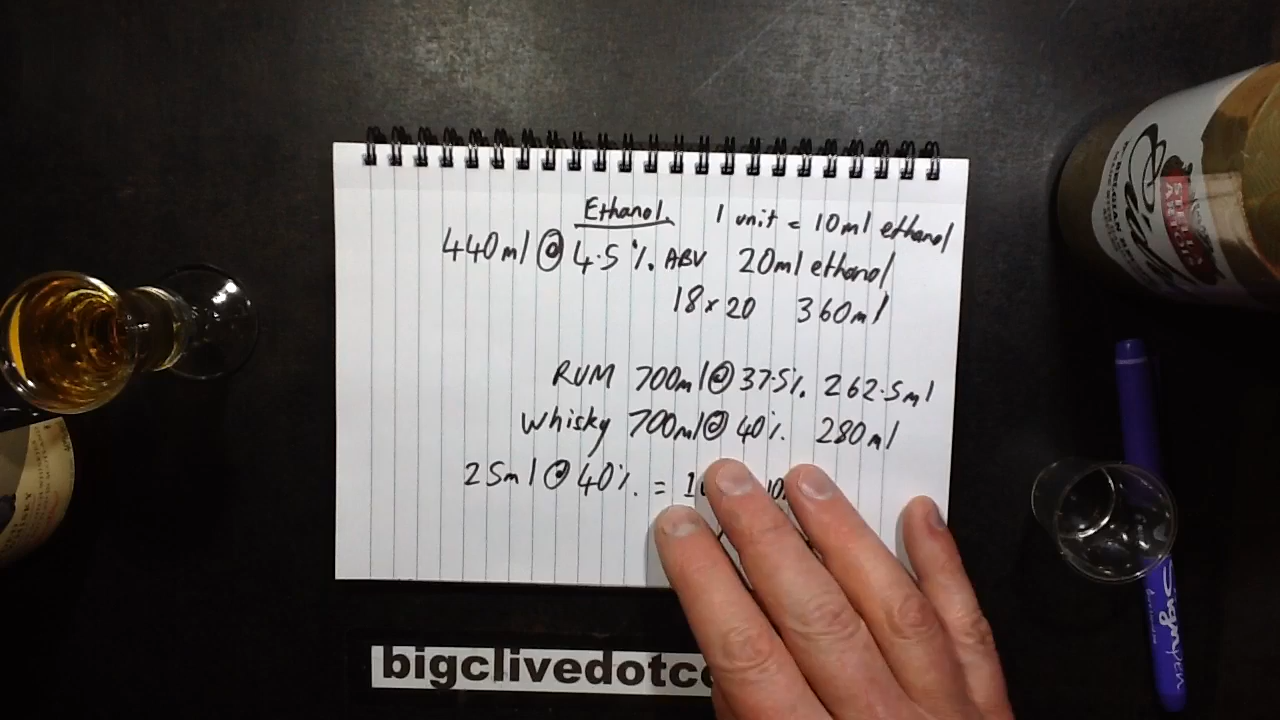 Ethanol.
1 unit = 10ml ethanol
440ml @ 4.5%. ABV 20ml ethanol
18 x 20 360ml
RUM 700ml @ 37.5%. 262.5ml
Whisky 700ml @ 40%. 280ml
25ml @ 40%. =
bigclivedotco
STELLA